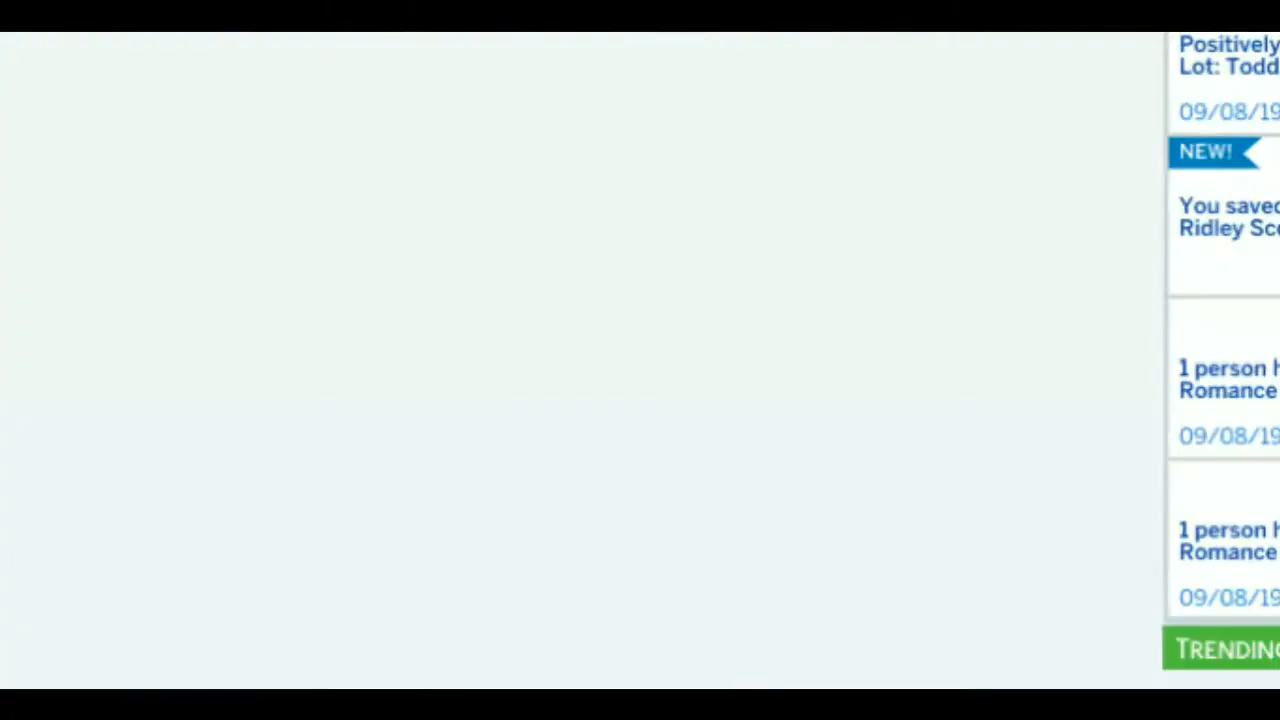 Positively
Lot: Todd
09/08/19
NEW!
You saved
Ridley Sc
1 person h
Romance
09/08/19
1 person h
Romance
09/08/19
TRENDING